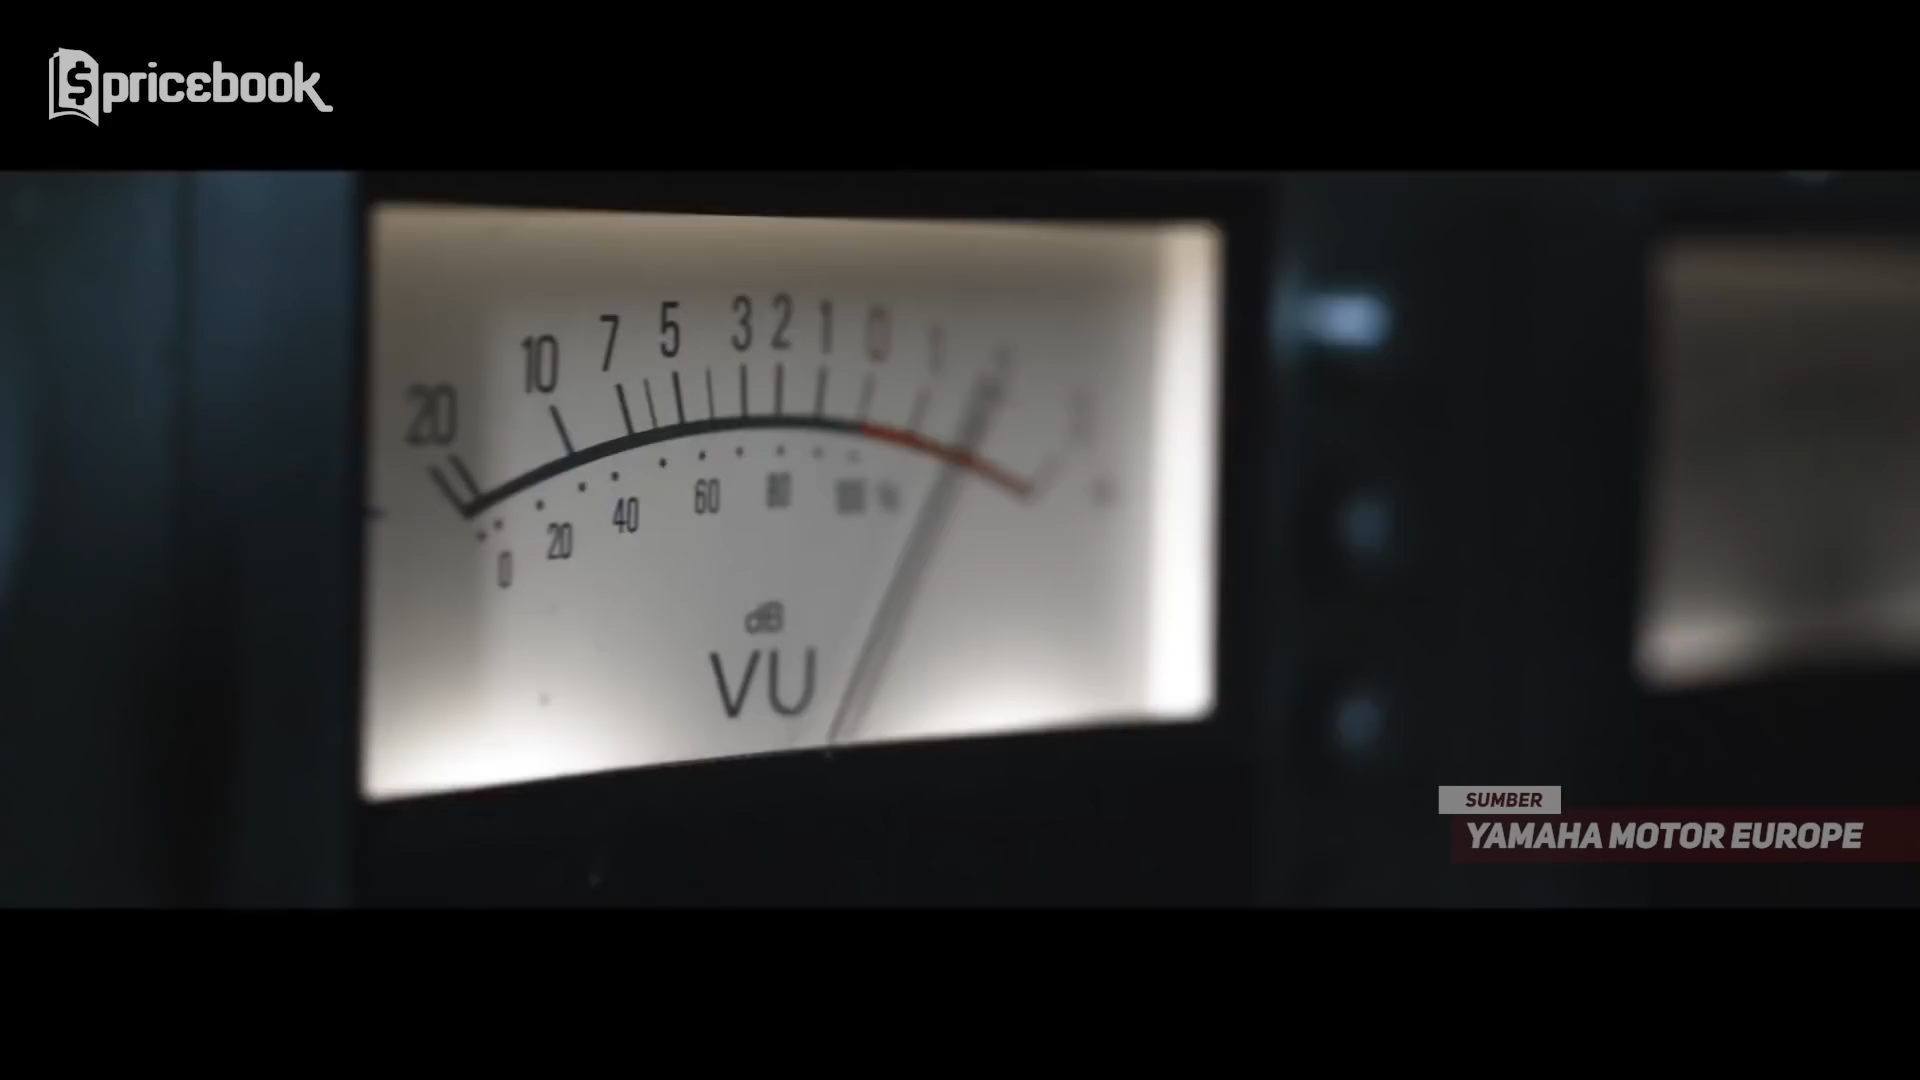 pricebook
20 10 7 5 3 2 1 0 1
0 20 40 60 80 100 %
dB
VU
SUMBER
YAMAHA MOTOR EUROPE